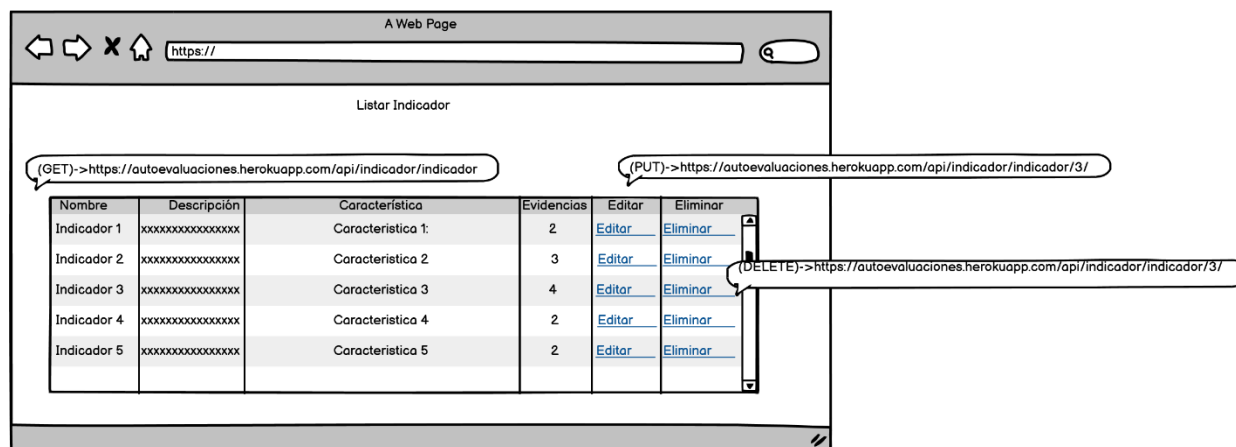 A Web Page
https://
Listar Indicador
(GET)->https://autoevaluaciones.herokuapp.com/api/indicador/indicador
(PUT)->https://autoevaluaciones.herokuapp.com/api/indicador/indicador/3/
Nombre Descripción Característica Evidencias Editar Eliminar
Indicador 1 xxxxxxxxxxxxxxxx Caracteristica 1: 2 Editar Eliminar
Indicador 2 xxxxxxxxxxxxxxxx Caracteristica 2 3 Editar Eliminar
(DELETE)->https://autoevaluaciones.herokuapp.com/api/indicador/indicador/3/
Indicador 3 xxxxxxxxxxxxxxxx Caracteristica 3 4 Editar Eliminar
Indicador 4 xxxxxxxxxxxxxxxx Caracteristica 4 2 Editar Eliminar
Indicador 5 xxxxxxxxxxxxxxxx Caracteristica 5 2 Editar Eliminar